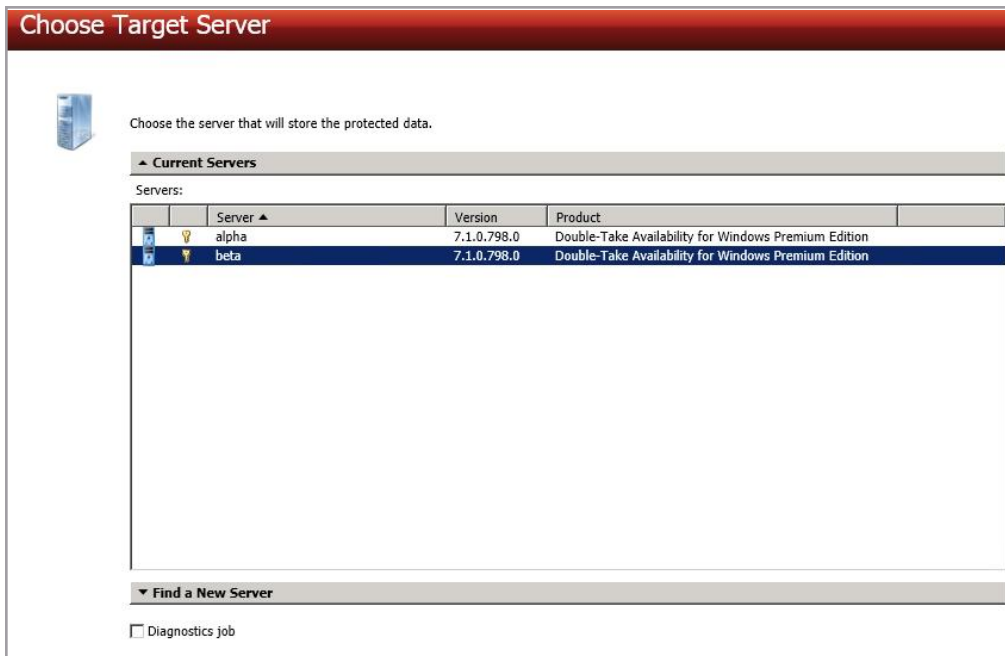 Choose Target Server
Choose the server that will store the protected data.
Current Servers
Servers:
Server Version Product
alpha 7.1.0.798.0 Double-Take Availability for Windows Premium Edition
beta 7.1.0.798.0 Double-Take Availability for Windows Premium Edition
Find a New Server
Diagnostics job